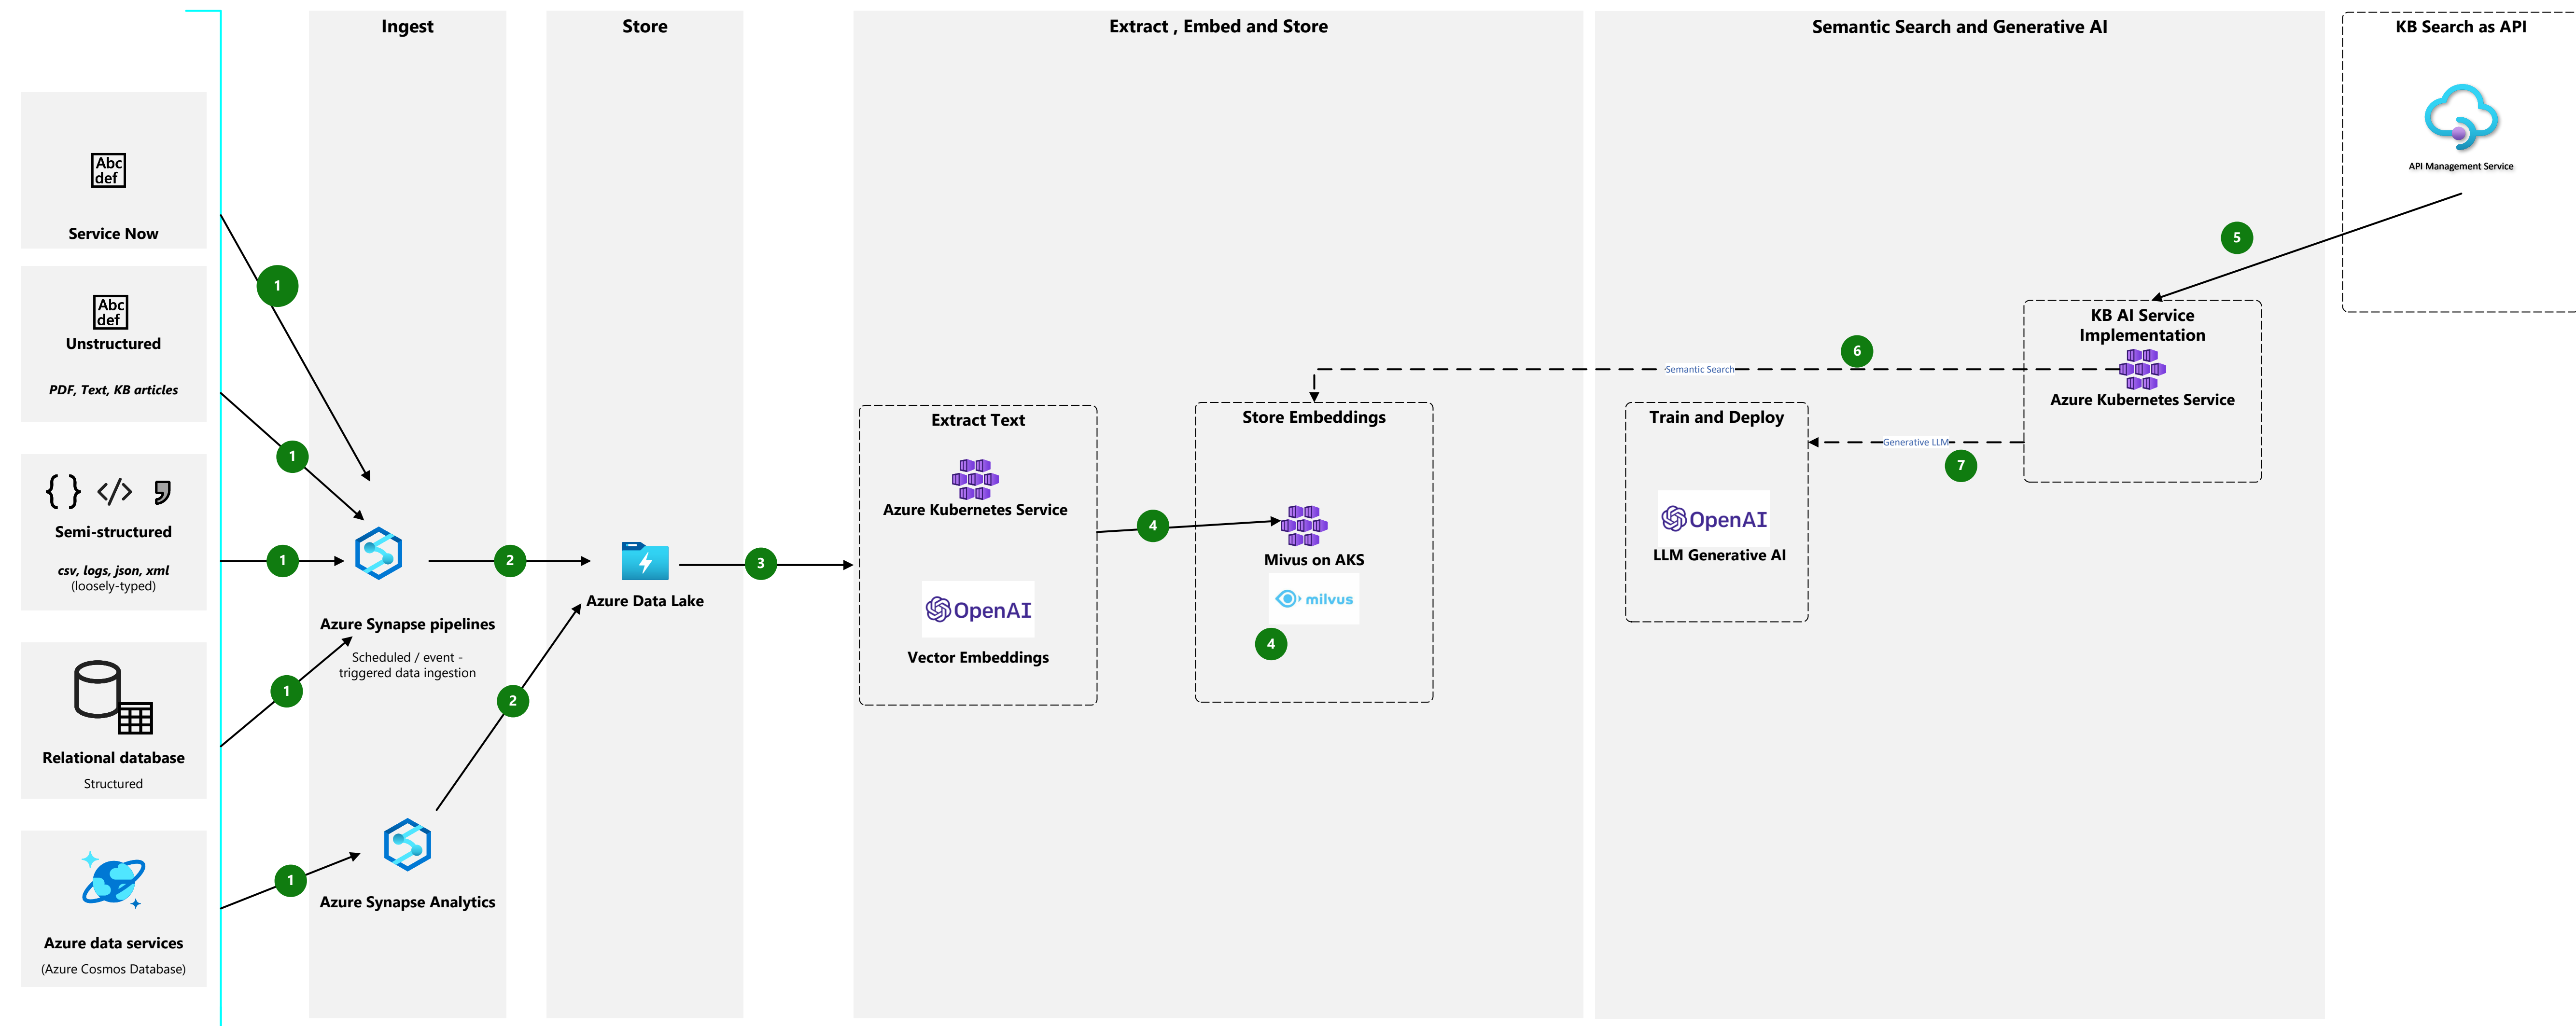 Ingest
Store
Extract , Embed and Store
Semantic Search and Generative AI
KB Search as API
API Management Service
Abc
def
Service Now
Abc
def
Unstructured
PDF, Text, KB articles
{ } </> ,
Semi-structured
csv, logs, json, xml
(loosely-typed)
Relational database
Structured
Azure data services
(Azure Cosmos Database)
1
1
1
1
1
Azure Synapse pipelines
Scheduled / event -
triggered data ingestion
Azure Synapse Analytics
2
2
Azure Data Lake
3
Extract Text
Azure Kubernetes Service
OpenAI
Vector Embeddings
4
Store Embeddings
Mivus on AKS
milvus
4
Semantic Search
6
5
KB AI Service
Implementation
Azure Kubernetes Service
Generative LLM
7
Train and Deploy
OpenAI
LLM Generative AI